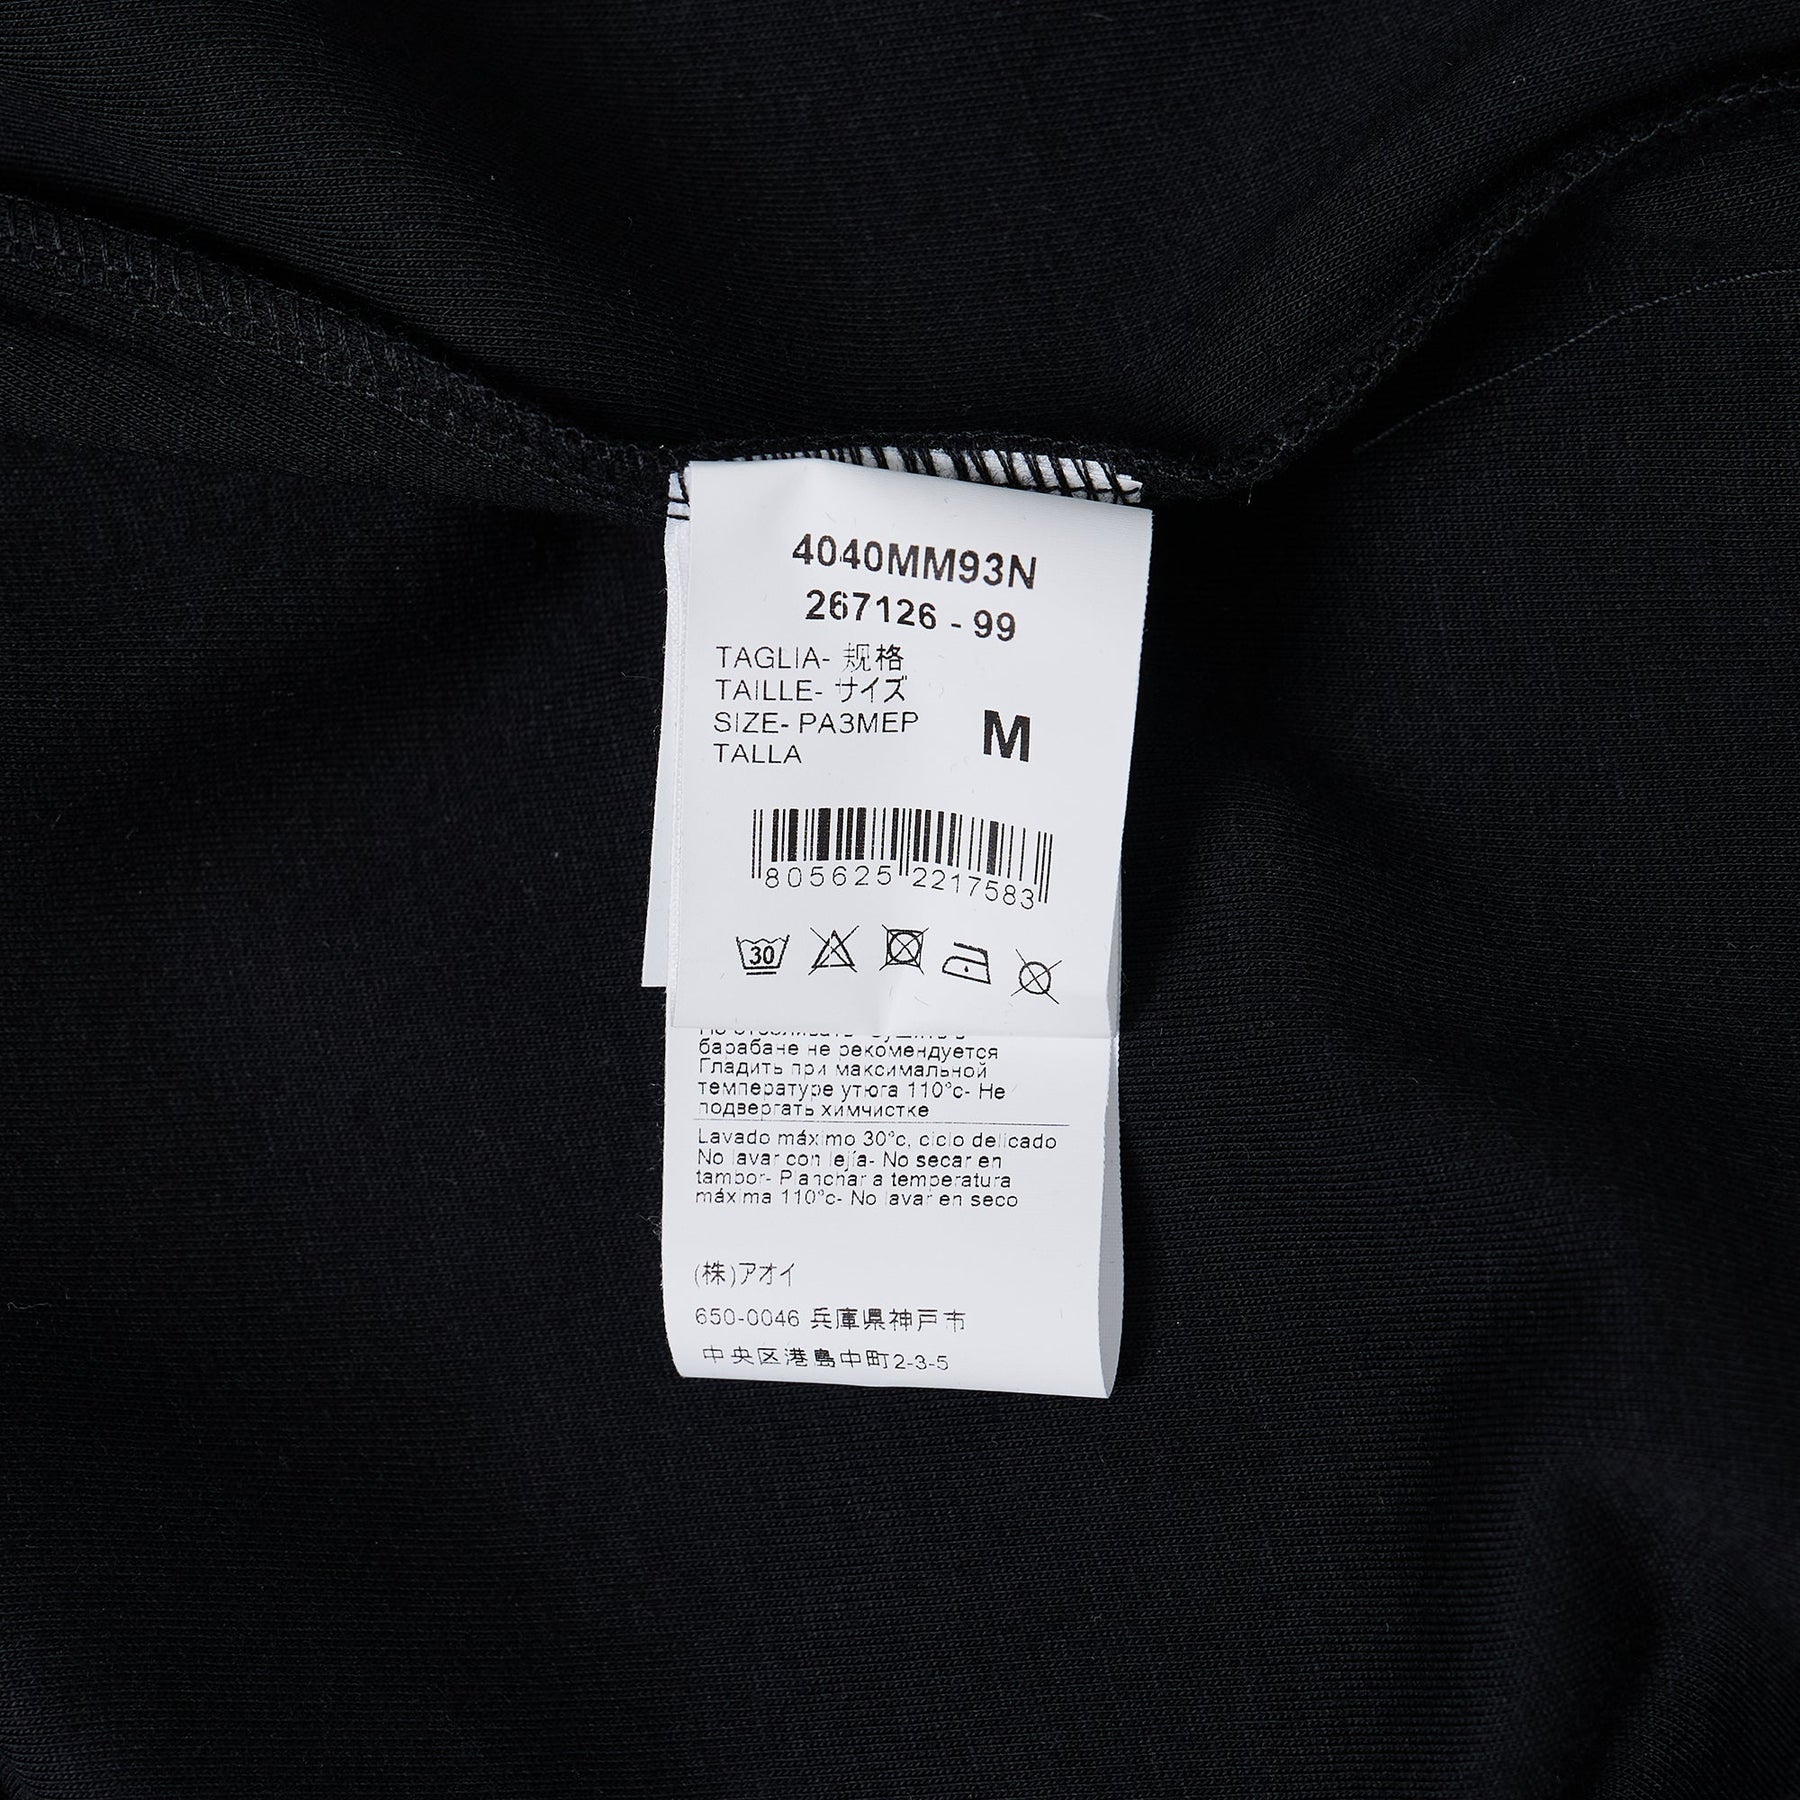 4040MM93N
267126 - 99
TAGLIA- 规格
TAILLE- サイズ
SIZE- РАЗМЕР
TALLA
M
805625 2217583
30
барабане не рекомендуется
Гладить при максимальной
температуре утюга 110°c- Не
подвергать химчистке
Lavado máximo 30°c, ciclo delicado
No lavar con lejía- No secar en
tambor- Planchar a temperatura
máxima 110°c- No lavar en seco
(株)アオイ
650-0046 兵庫県神戸市
中央区港島中町2-3-5